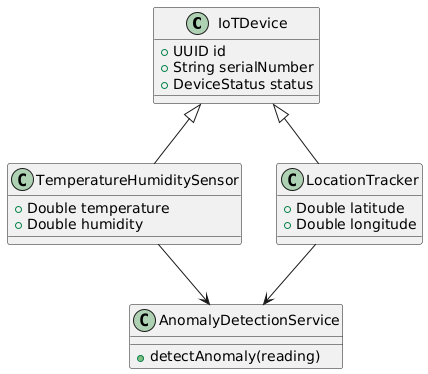 C IoTDevice
UUID id
String serialNumber
DeviceStatus status
C TemperatureHumiditySensor
Double temperature
Double humidity
C LocationTracker
Double latitude
Double longitude
C AnomalyDetectionService
detectAnomaly(reading)